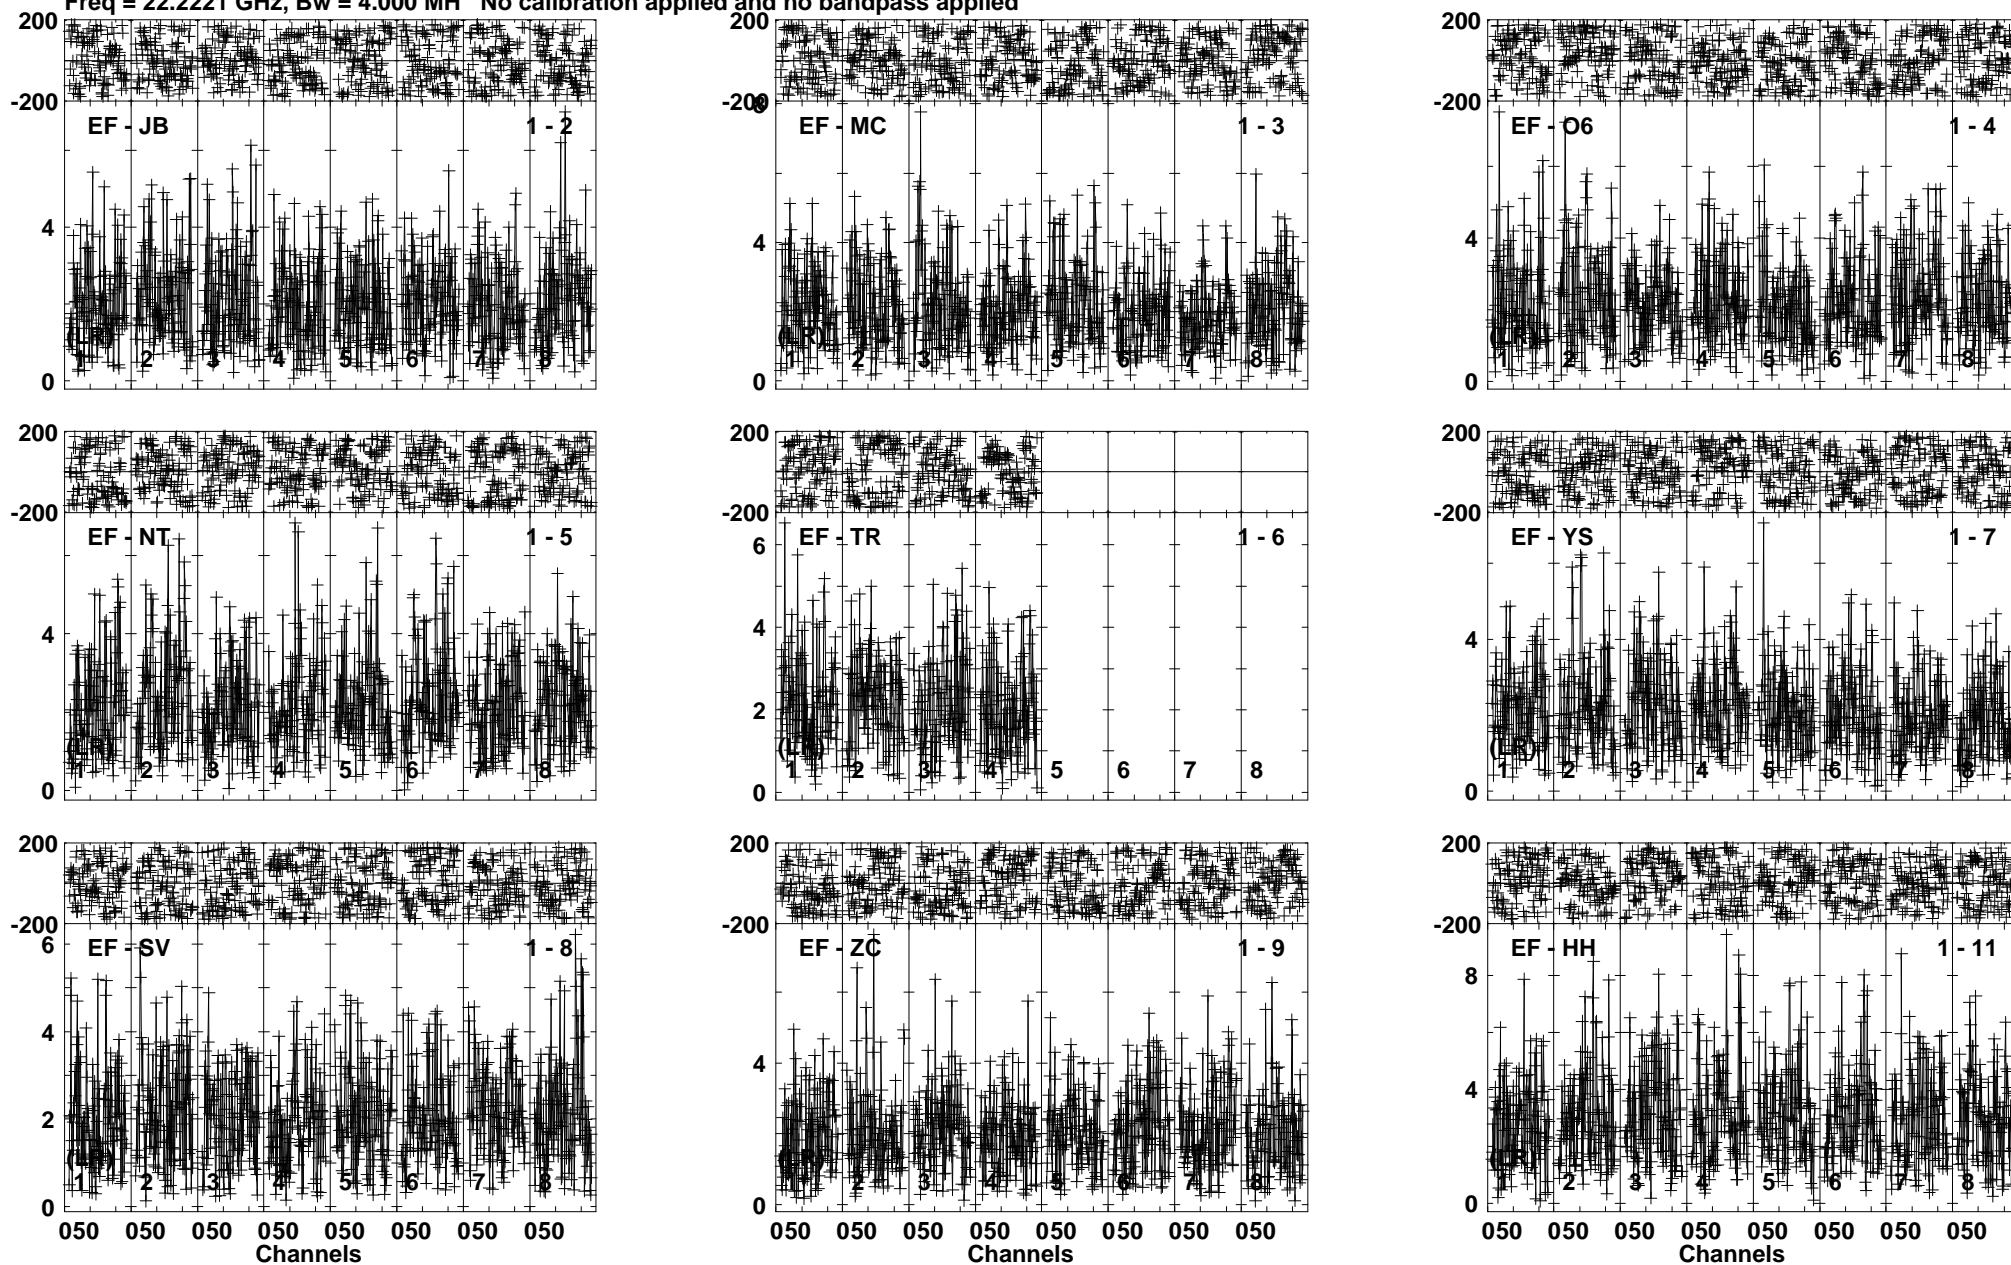 Freq = 22.2221 GHz, Bw = 4.000 MH No calibration applied and no bandpass applied
200 200 200
-200 -200 -200
8
EF - JB 1 - 2 EF - MC 1 - 3 EF - O6 1 - 4
4 4 4
(LR) (LR) (LR)
1 2 3 4 5 6 7 8 1 2 3 4 5 6 7 8 1 2 3 4 5 6 7 8
0 0 0
200 200 200
-200 -200 -200
EF - NT 1 - 5 EF - TR 1 - 6 EF - YS 1 - 7
6
4 4 4
2
(LR) (LR) (LR)
1 2 3 4 5 6 7 8 1 2 3 4 5 6 7 8 1 2 3 4 5 6 7 8
0 0 0
200 200 200
-200 -200 -200
EF - SV 1 - 8 EF - ZC 1 - 9 EF - HH 1 - 11
6 8
4 4 4
2
(LR) (LR) (LR)
1 2 3 4 5 6 7 8 1 2 3 4 5 6 7 8 1 2 3 4 5 6 7 8
0 0 0
050 050 050 050 050 050 050 050 050 050 050 050 050 050 050 050 050 050 050 050 050 050 050 050
Channels Channels